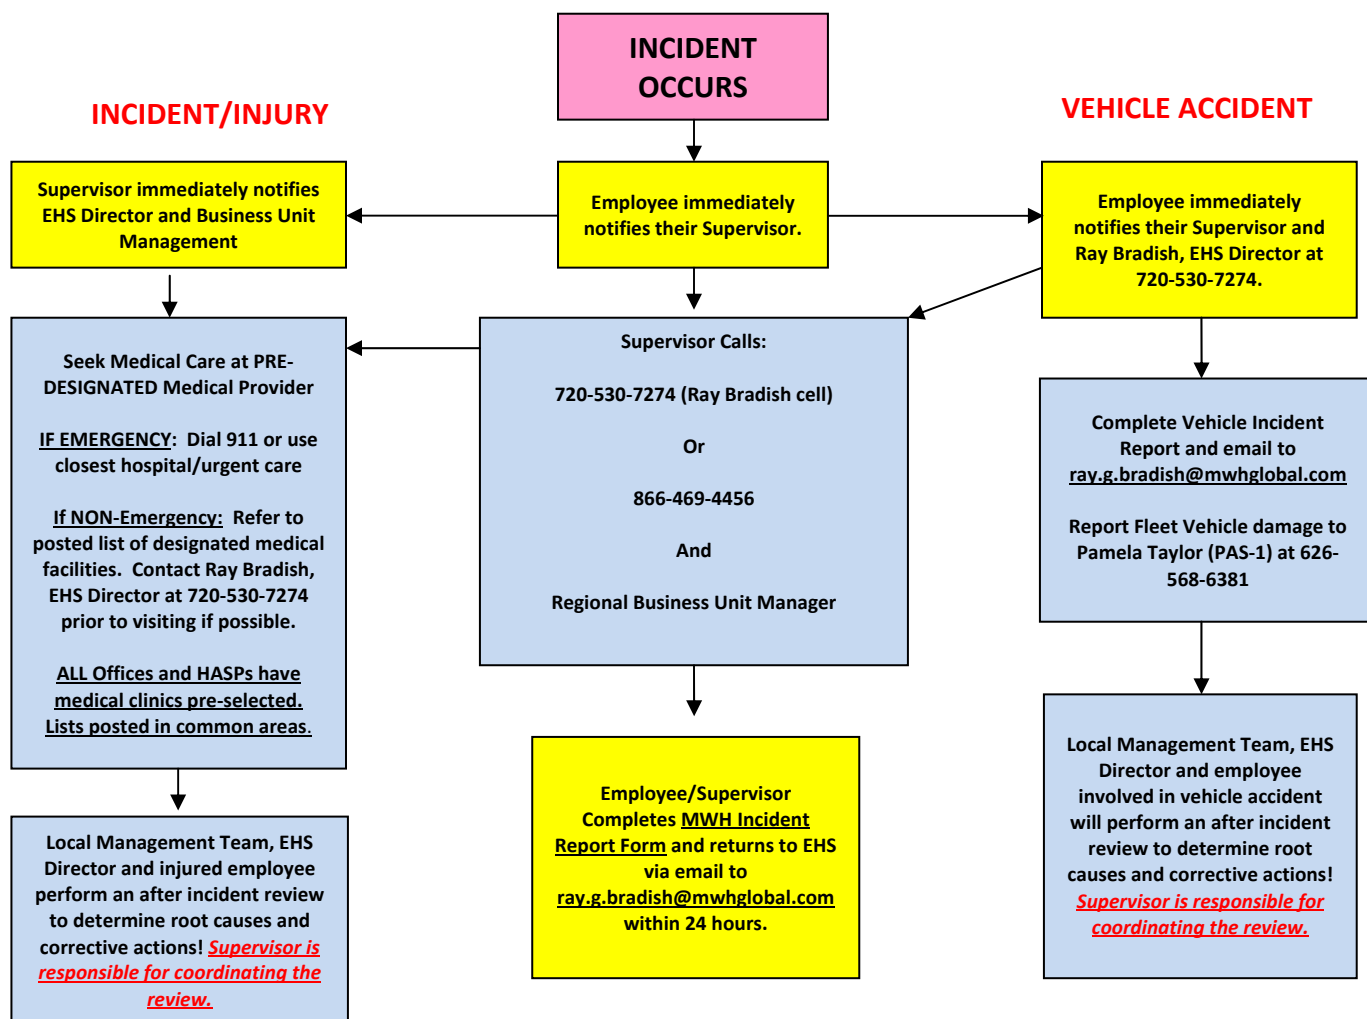 INCIDENT
OCCURS
INCIDENT/INJURY
VEHICLE ACCIDENT
Supervisor immediately notifies
EHS Director and Business Unit
Management
Employee immediately
notifies their Supervisor.
Employee immediately
notifies their Supervisor and
Ray Bradish, EHS Director at
720-530-7274.
Seek Medical Care at PRE-
DESIGNATED Medical Provider
IF EMERGENCY:  Dial 911 or use
closest hospital/urgent care
If NON-Emergency:  Refer to
posted list of designated medical
facilities.  Contact Ray Bradish,
EHS Director at 720-530-7274
prior to visiting if possible.
ALL Offices and HASPs have
medical clinics pre-selected.
Lists posted in common areas.
Supervisor Calls:
720-530-7274 (Ray Bradish cell)
Or
866-469-4456
And
Regional Business Unit Manager
Complete Vehicle Incident
Report and email to
ray.g.bradish@mwhglobal.com
Report Fleet Vehicle damage to
Pamela Taylor (PAS-1) at 626-
568-6381
Local Management Team, EHS
Director and injured employee
perform an after incident review
to determine root causes and
corrective actions! Supervisor is
responsible for coordinating the
review.
Employee/Supervisor
Completes MWH Incident
Report Form and returns to EHS
via email to
ray.g.bradish@mwhglobal.com
within 24 hours.
Local Management Team, EHS
Director and employee
involved in vehicle accident
will perform an after incident
review to determine root
causes and corrective actions!
Supervisor is responsible for
coordinating the review.